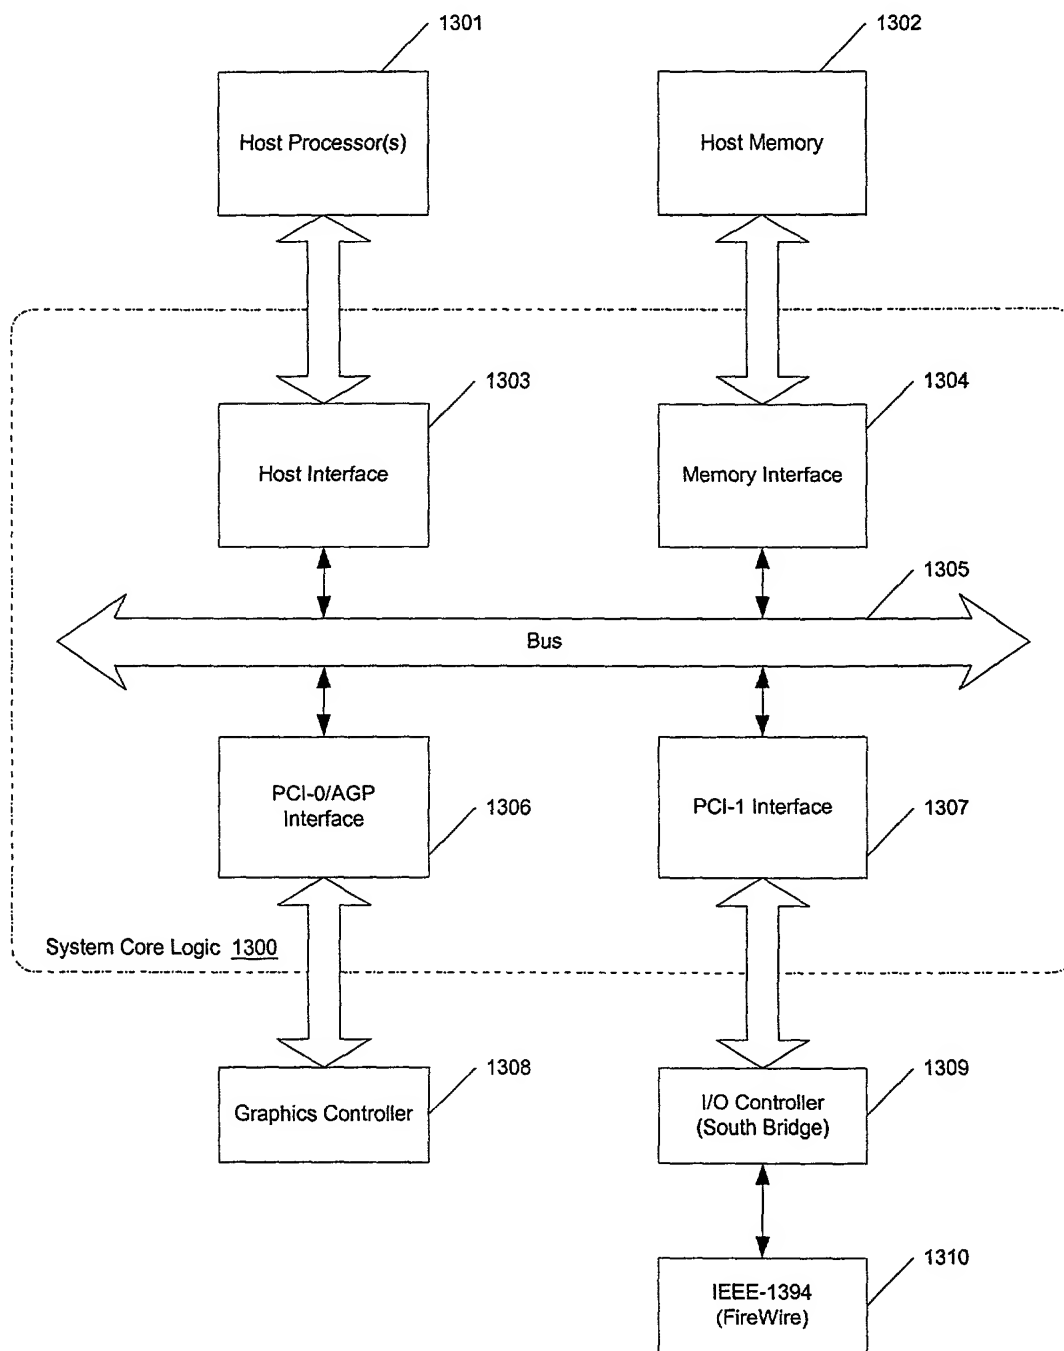 1301
1302
Host Processor(s)
Host Memory
1303
1304
Host Interface
Memory Interface
1305
Bus
PCI-0/AGP
Interface
1306
PCI-1 Interface
1307
System Core Logic 1300
1308
1309
Graphics Controller
I/O Controller
(South Bridge)
1310
IEEE-1394
(FireWire)